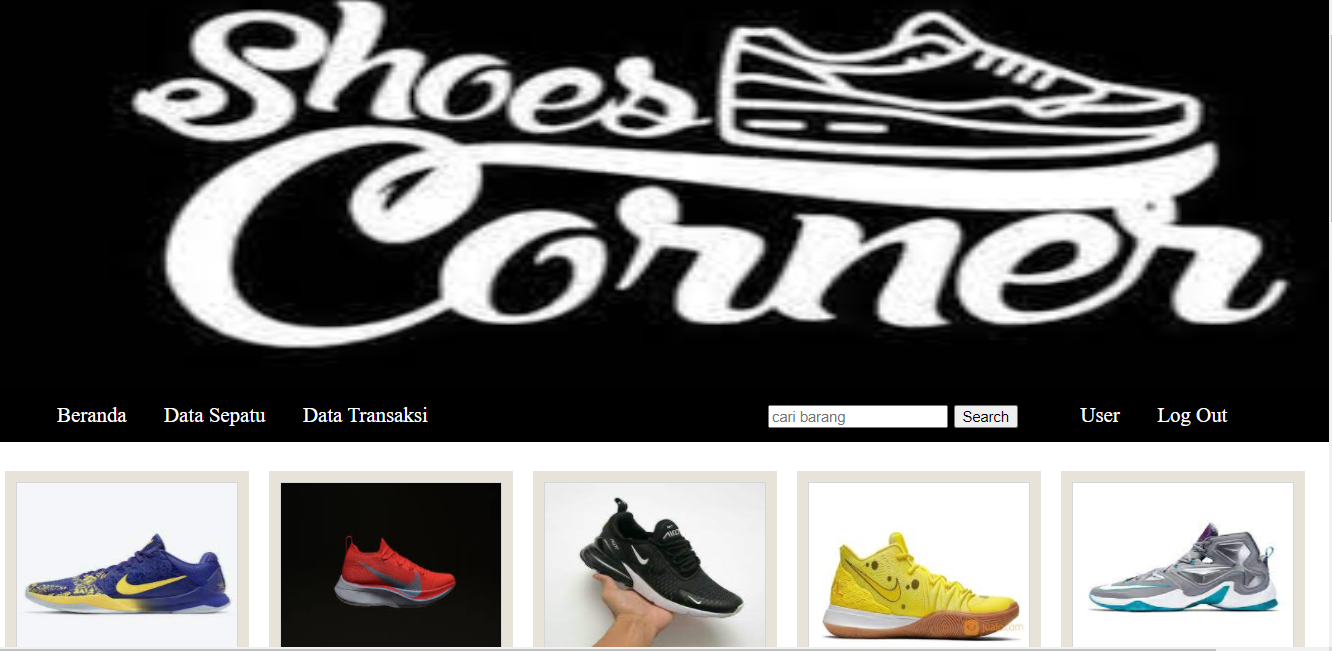 Shoes
Corner
Beranda Data Sepatu Data Transaksi cari barang Search User Log Out